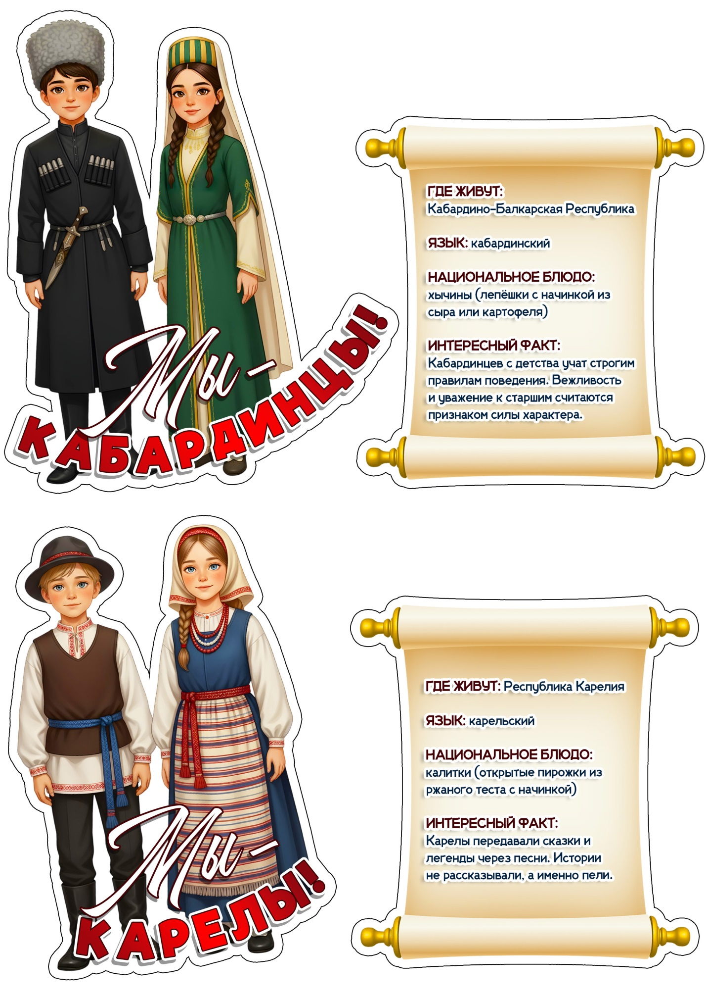 Мы -
КАБАРДИНЦЫ!
ГДЕ ЖИВУТ:
Кабардино-Балкарская Республика
ЯЗЫК: кабардинский
НАЦИОНАЛЬНОЕ БЛЮДО:
хычины (лепёшки с начинкой из
сыра или картофеля)
ИНТЕРЕСНЫЙ ФАКТ:
Кабардинцев с детства учат строгим
правилам поведения. Вежливость
и уважение к старшим считаются
признаком силы характера.
Мы -
КАРЕЛЫ!
ГДЕ ЖИВУТ: Республика Карелия
ЯЗЫК: карельский
НАЦИОНАЛЬНОЕ БЛЮДО:
калитки (открытые пирожки из
ржаного теста с начинкой)
ИНТЕРЕСНЫЙ ФАКТ:
Карелы передавали сказки и
легенды через песни. Истории
не рассказывали, а именно пели.